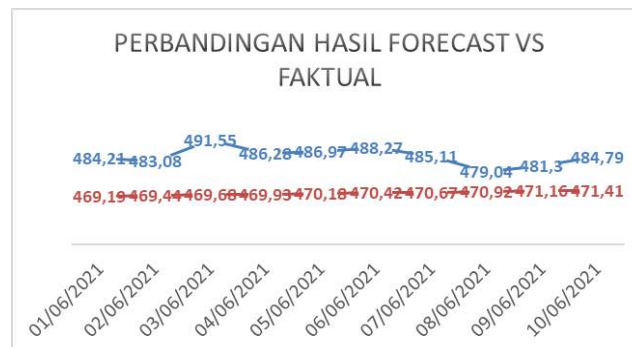 PERBANDINGAN HASIL FORECAST VS
FAKTUAL
484,21 483,08 491,55 486,28 486,97 488,27 485,11 479,04 481,3 484,79
469,19 469,44 469,68 469,93 470,18 470,42 470,67 470,92 471,16 471,41
01/06/2021 02/06/2021 03/06/2021 04/06/2021 05/06/2021 06/06/2021 07/06/2021 08/06/2021 09/06/2021 10/06/2021